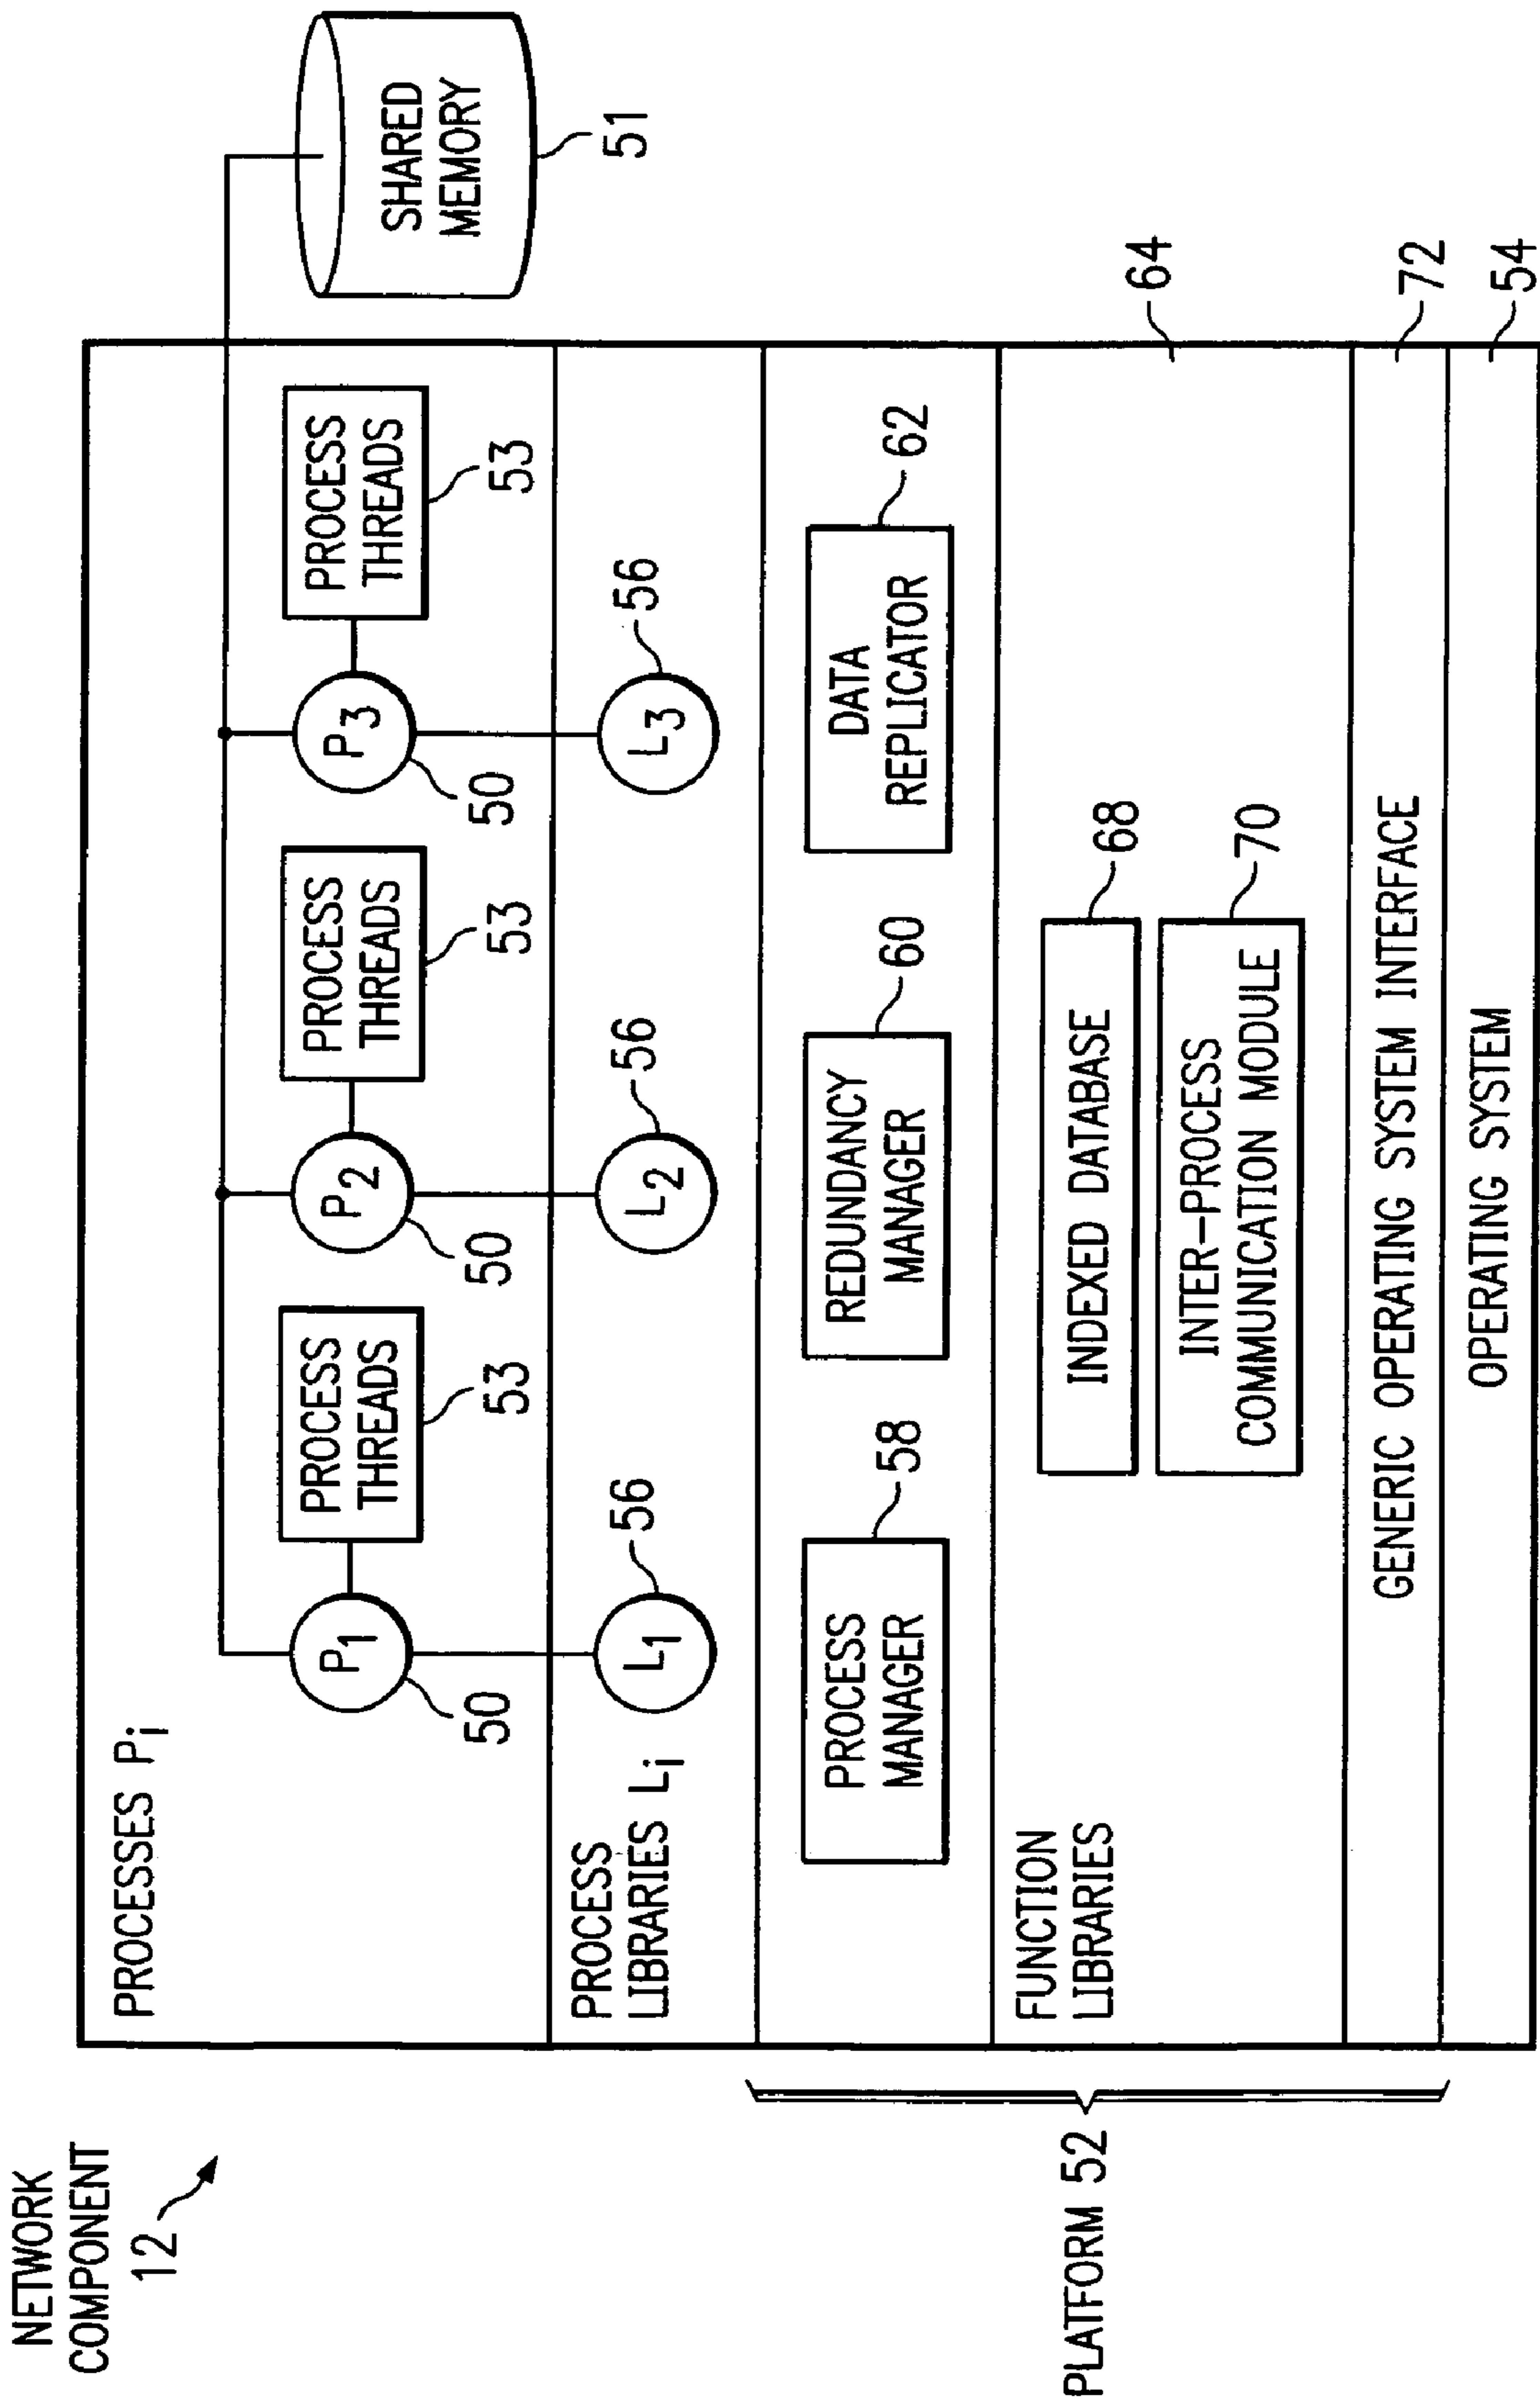 NETWORK
COMPONENT
12
PROCESSES Pi
PROCESS
THREADS
PROCESS
THREADS
PROCESS
THREADS
SHARED
MEMORY
51
P1
P2
P3
53
53
53
50
50
50
PROCESS
LIBRARIES Li
56
56
56
L1
L2
L3
58
60
62
PROCESS
MANAGER
REDUNDANCY
MANAGER
DATA
REPLICATOR
PLATFORM 52
FUNCTION
LIBRARIES
68
INDEXED DATABASE
64
70
INTER-PROCESS
COMMUNICATION MODULE
GENERIC OPERATING SYSTEM INTERFACE
72
OPERATING SYSTEM
54